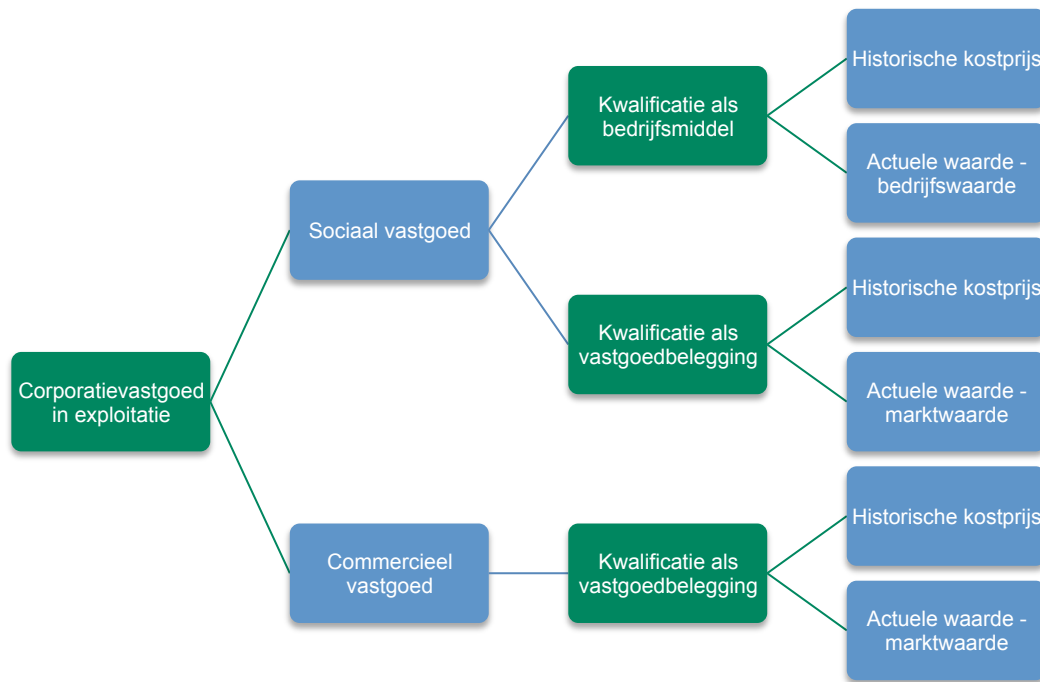 Historische kostprijs
Kwalificatie als
bedrijfsmiddel
Actuele waarde -
bedrijfswaarde
Sociaal vastgoed
Historische kostprijs
Kwalificatie als
vastgoedbelegging
Corporatievastgoed
in exploitatie
Actuele waarde -
marktwaarde
Historische kostprijs
Commercieel
vastgoed
Kwalificatie als
vastgoedbelegging
Actuele waarde -
marktwaarde